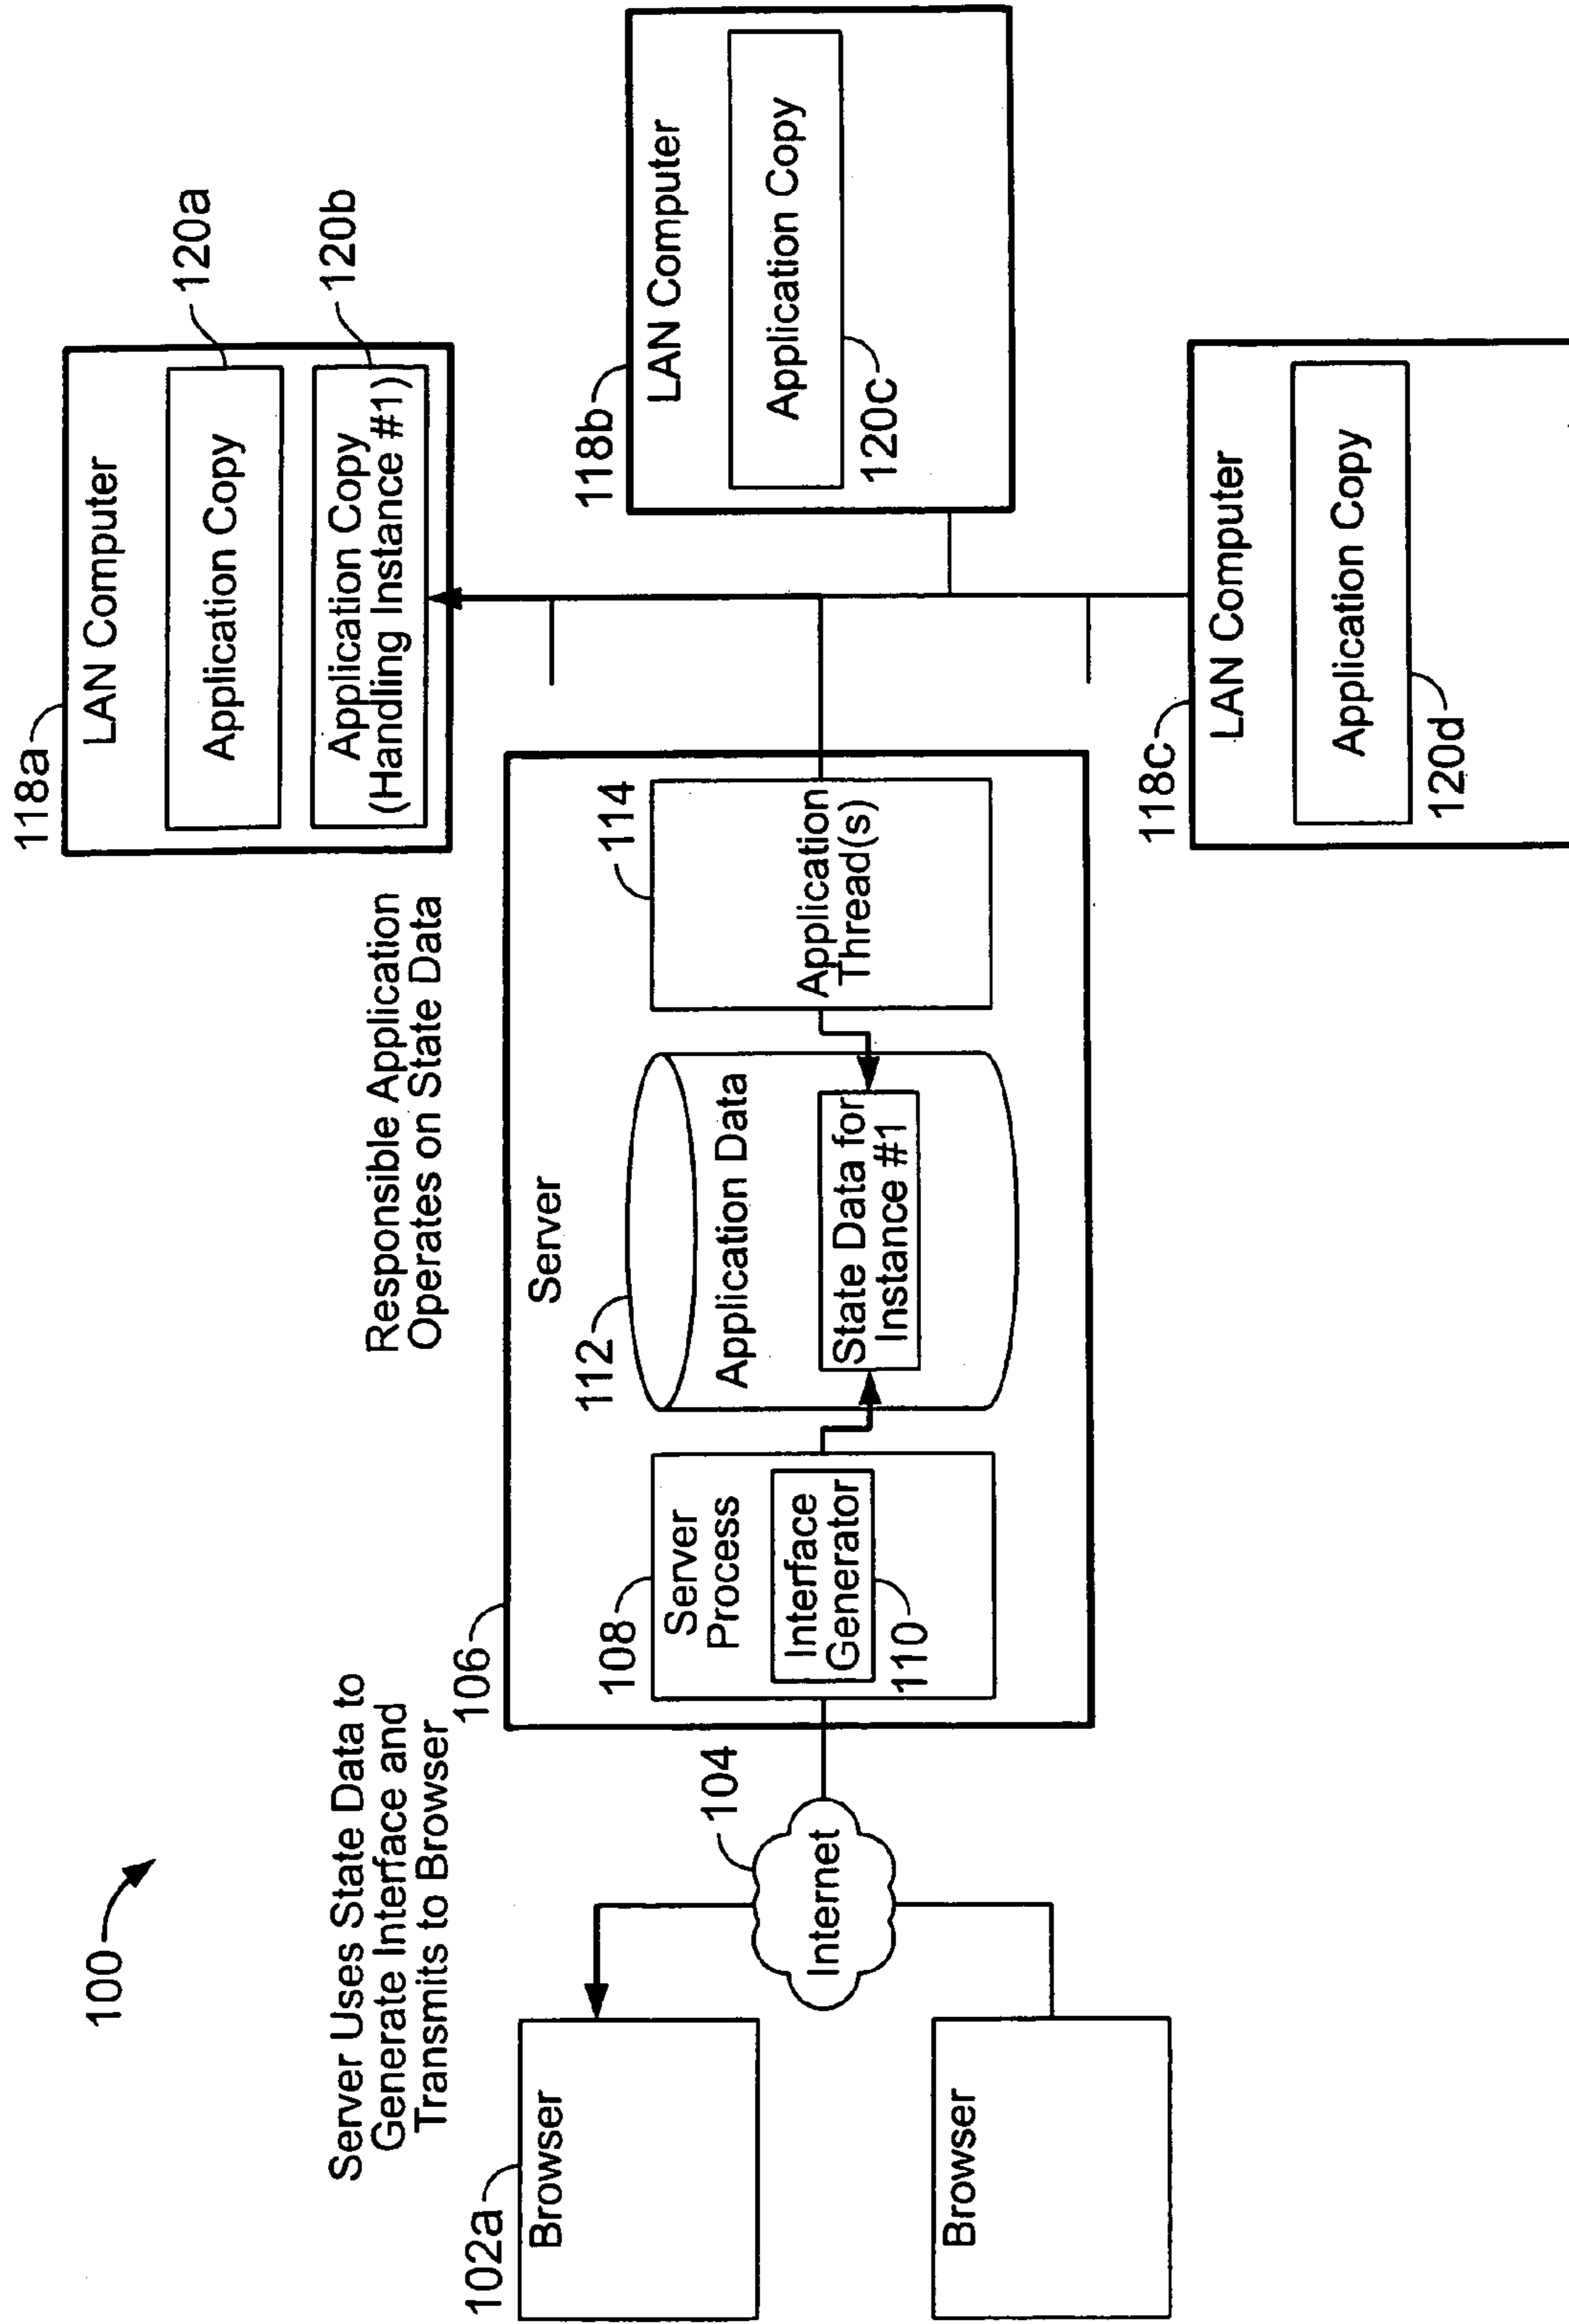 100
Server Uses State Data to
Generate Interface and
Transmits to Browser
102a
Browser
Browser
104
Internet
106
Server
108
Server
Process
Interface
Generator
110
112
Application Data
State Data for
Instance #1
114
Application
Thread(s)
Responsible Application
Operates on State Data
118a
LAN Computer
Application Copy
120a
Application Copy
(Handling Instance #1)
120b
118b
LAN Computer
Application Copy
120c
118c
LAN Computer
Application Copy
120d